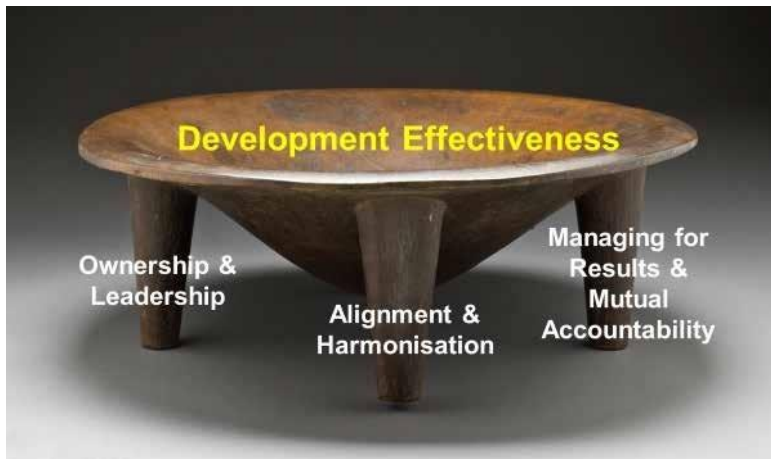 Development Effectiveness
Ownership &
Leadership
Alignment &
Harmonisation
Managing for
Results &
Mutual
Accountability